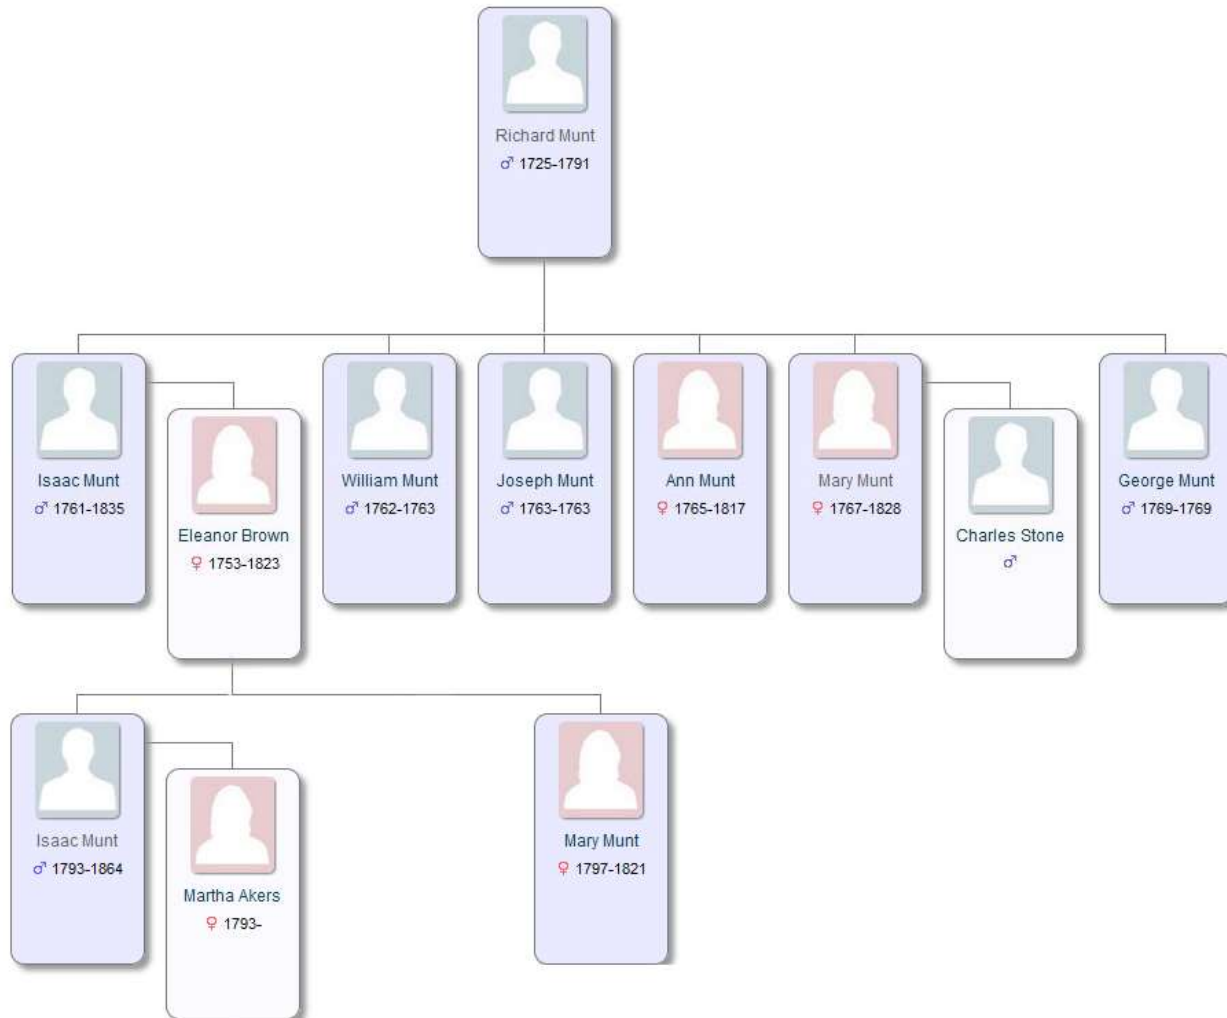 Richard Munt
♂ 1725-1791
Isaac Munt
♂ 1761-1835
Eleanor Brown
♀ 1753-1823
William Munt
♂ 1762-1763
Joseph Munt
♂ 1763-1763
Ann Munt
♀ 1765-1817
Mary Munt
♀ 1767-1828
Charles Stone
♂
George Munt
♂ 1769-1769
Isaac Munt
♂ 1793-1864
Martha Akers
♀ 1793-
Mary Munt
♀ 1797-1821